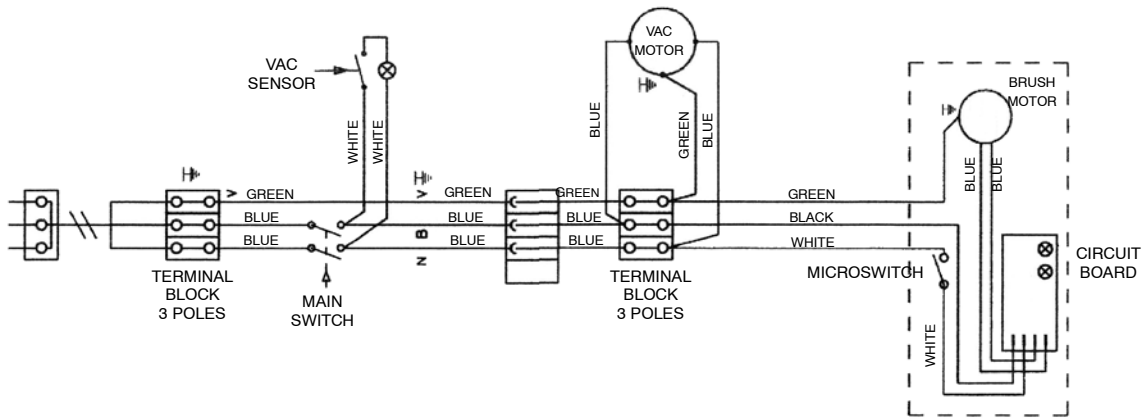 VAC
MOTOR
VAC
SENSOR
BRUSH
MOTOR
WHITE
WHITE
BLUE
GREEN
BLUE
BLUE
BLUE
V
GREEN
V
GREEN
GREEN
GREEN
BLUE
B
BLUE
BLUE
BLACK
BLUE
N
BLUE
BLUE
WHITE
TERMINAL
BLOCK
3 POLES
MAIN
SWITCH
TERMINAL
BLOCK
3 POLES
MICROSWITCH
CIRCUIT
BOARD
WHITE